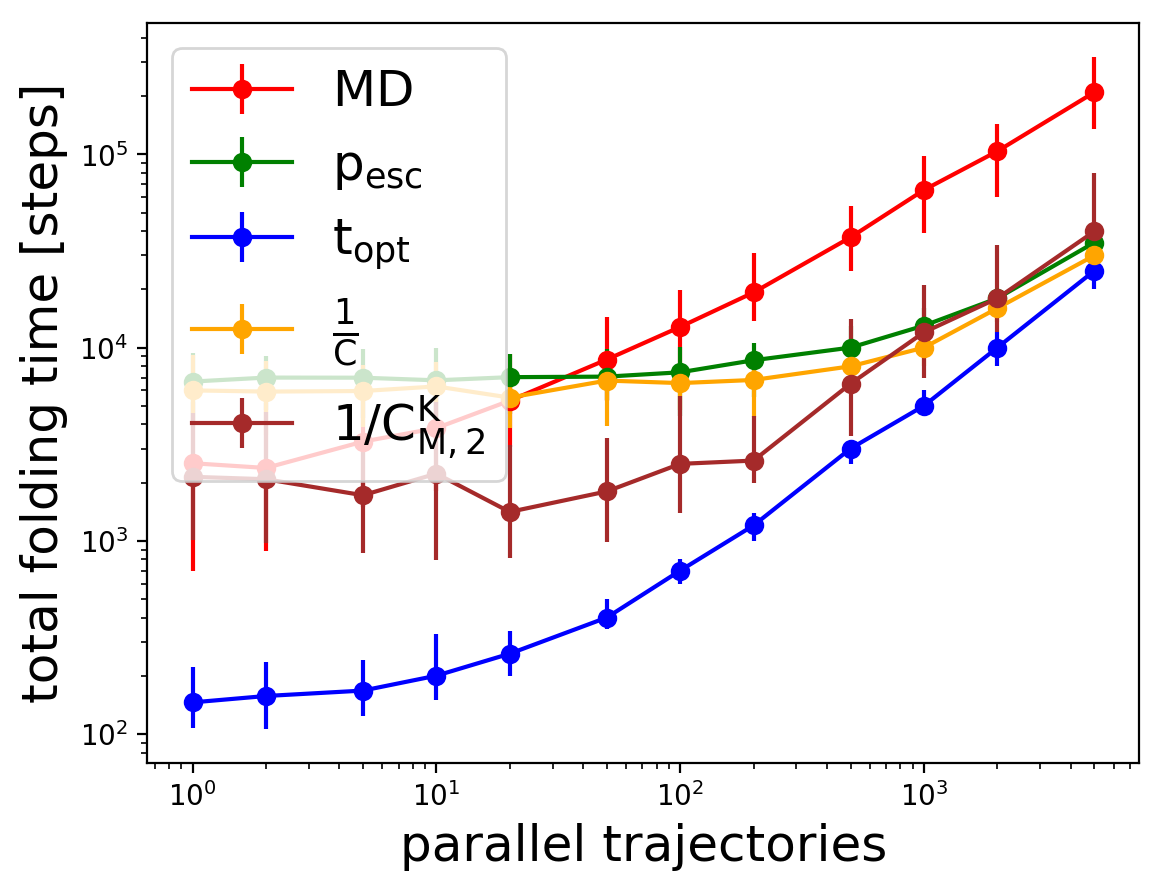 total folding time [steps]
10^5
10^4
10^3
10^2
MD
p_esc
t_opt
1/C
1/C^K_M, 2
10^0 10^1 10^2 10^3
parallel trajectories